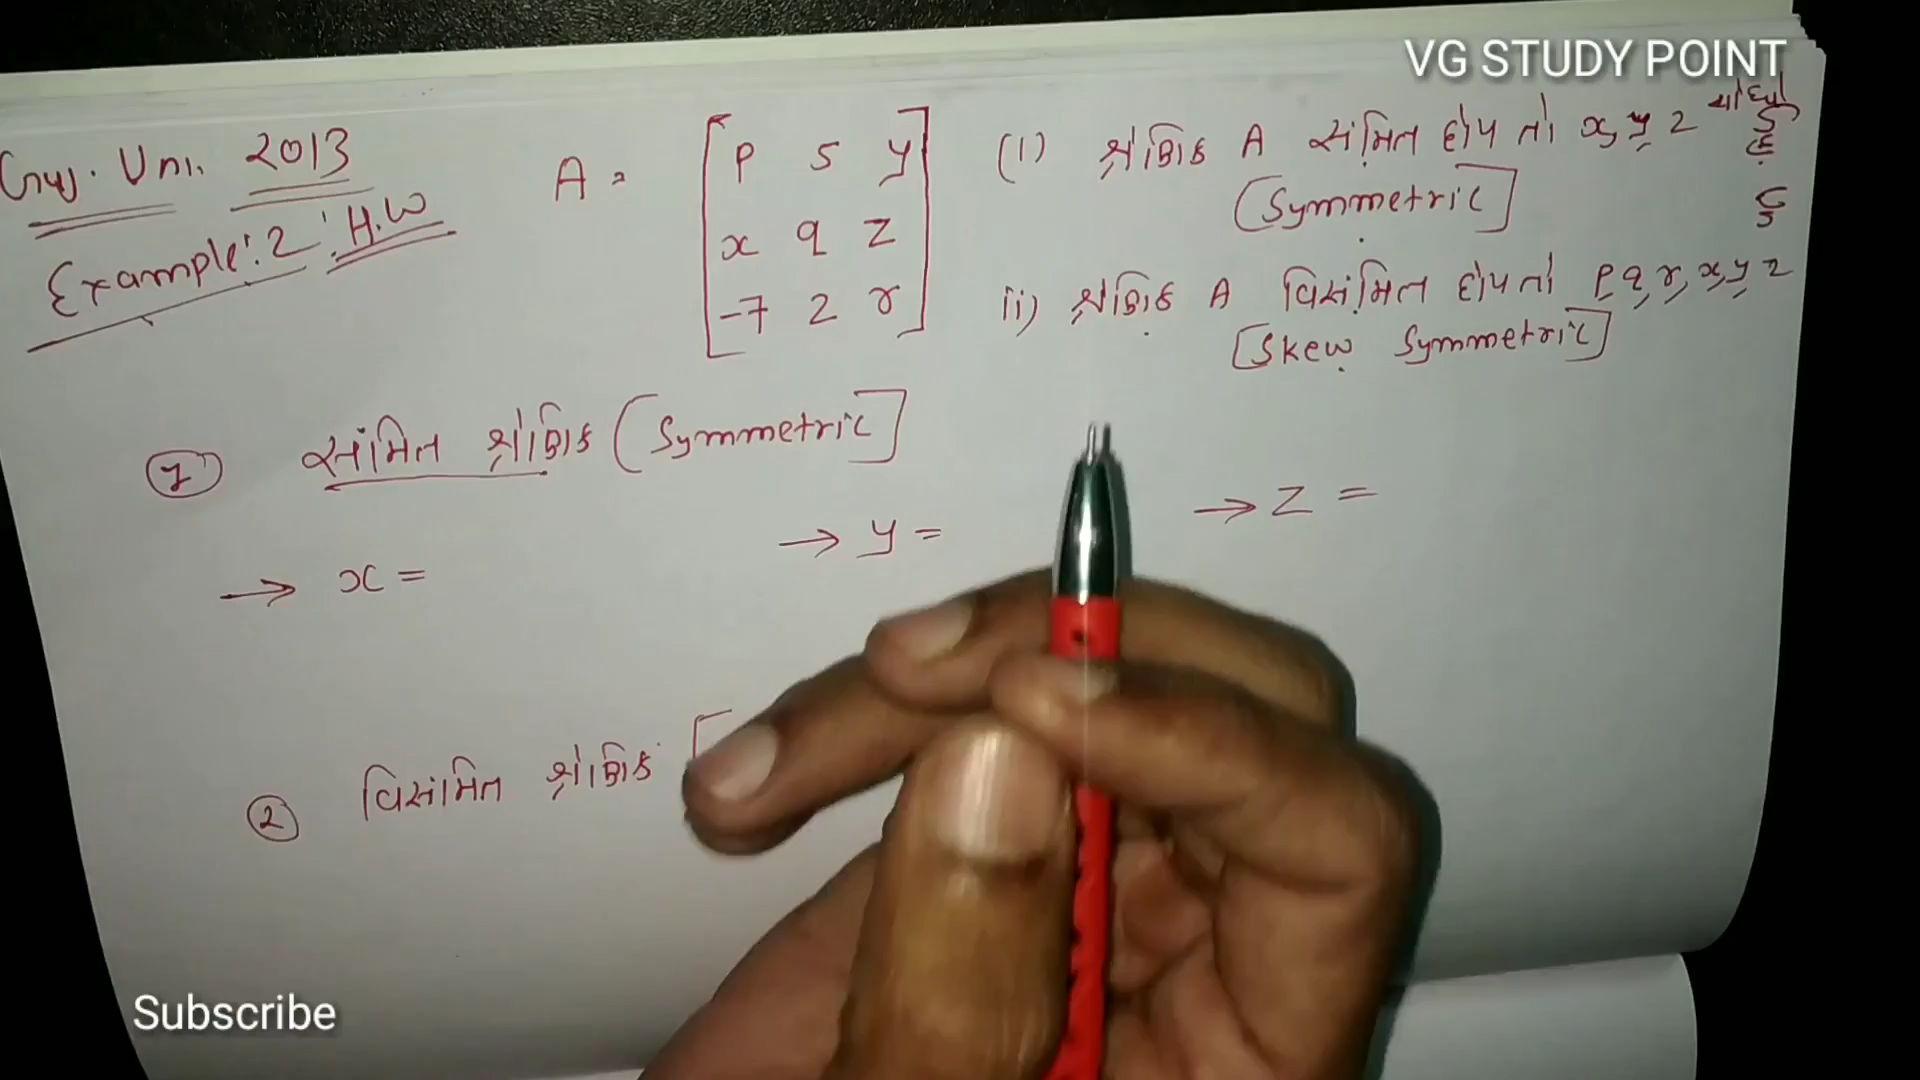 VG STUDY POINT
Guj. Uni. 2013
Example: 2 H.W
A = [ p 5 y
x q z
-7 2 r ]
(i) શ્રેણિક A સંમિત હોય તો x, y, z શોધો
[Symmetric]
ii) શ્રેણિક A વિસંમિત હોય તો p, q, r, x, y, z
[Skew Symmetric]
1 સંમિત શ્રેણિક [Symmetric]
→ x = → y = → z =
2 વિસંમિત શ્રેણિક [
Subscribe